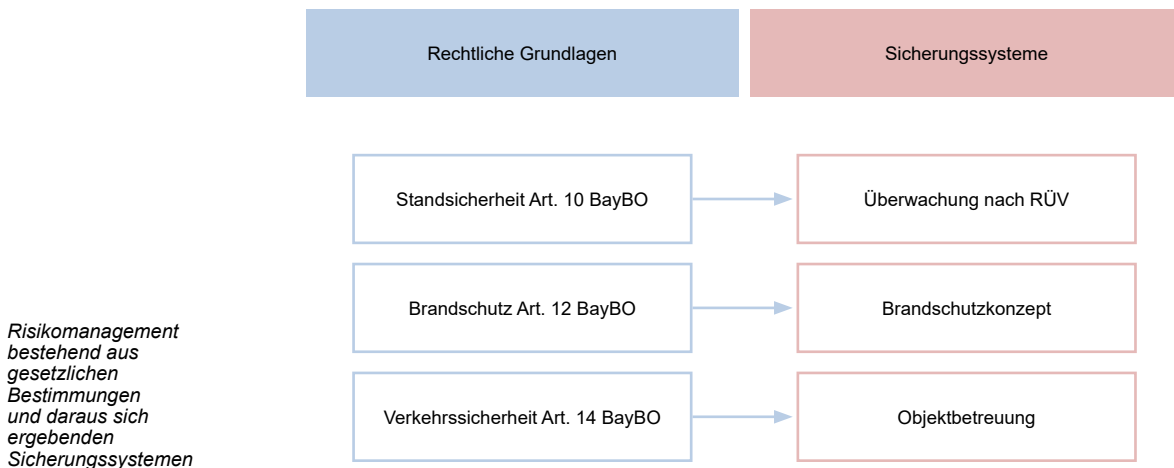 Rechtliche Grundlagen
Sicherungssysteme
Standsicherheit Art. 10 BayBO
Überwachung nach RÜV
Brandschutz Art. 12 BayBO
Brandschutzkonzept
Verkehrssicherheit Art. 14 BayBO
Objektbetreuung
Risikomanagement
bestehend aus
gesetzlichen
Bestimmungen
und daraus sich
ergebenden
Sicherungssystemen